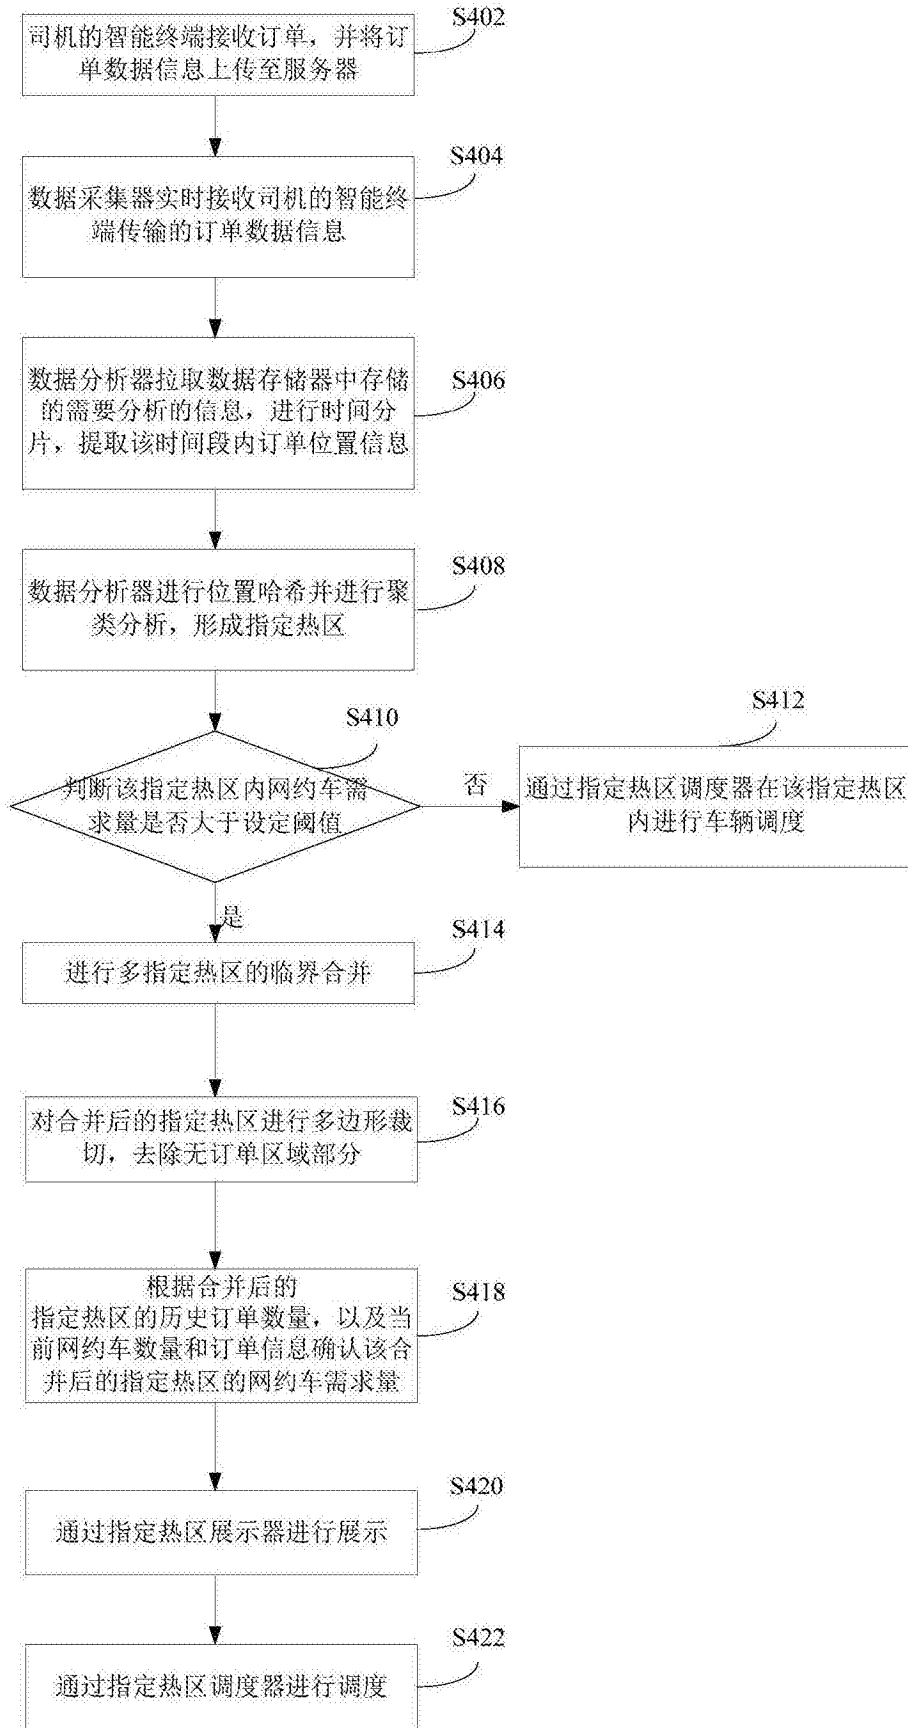 S402
司机的智能终端接收订单，并将订
单数据信息上传至服务器
S404
数据采集器实时接收司机的智能终
端传输的订单数据信息
S406
数据分析器拉取数据存储器中存储
的需要分析的信息，进行时间分
片，提取该时间段内订单位置信息
S408
数据分析器进行位置哈希并进行聚
类分析，形成指定热区
S410
判断该指定热区内网约车需
求量是否大于设定阈值
否
S412
通过指定热区调度器在该指定热区
内进行车辆调度
是
S414
进行多指定热区的临界合并
S416
对合并后的指定热区进行多边形裁
切，去除无订单区域部分
S418
根据合并后的
指定热区的历史订单数量，以及当
前网约车数量和订单信息确认该合
并后的指定热区的网约车需求量
S420
通过指定热区展示器进行展示
S422
通过指定热区调度器进行调度